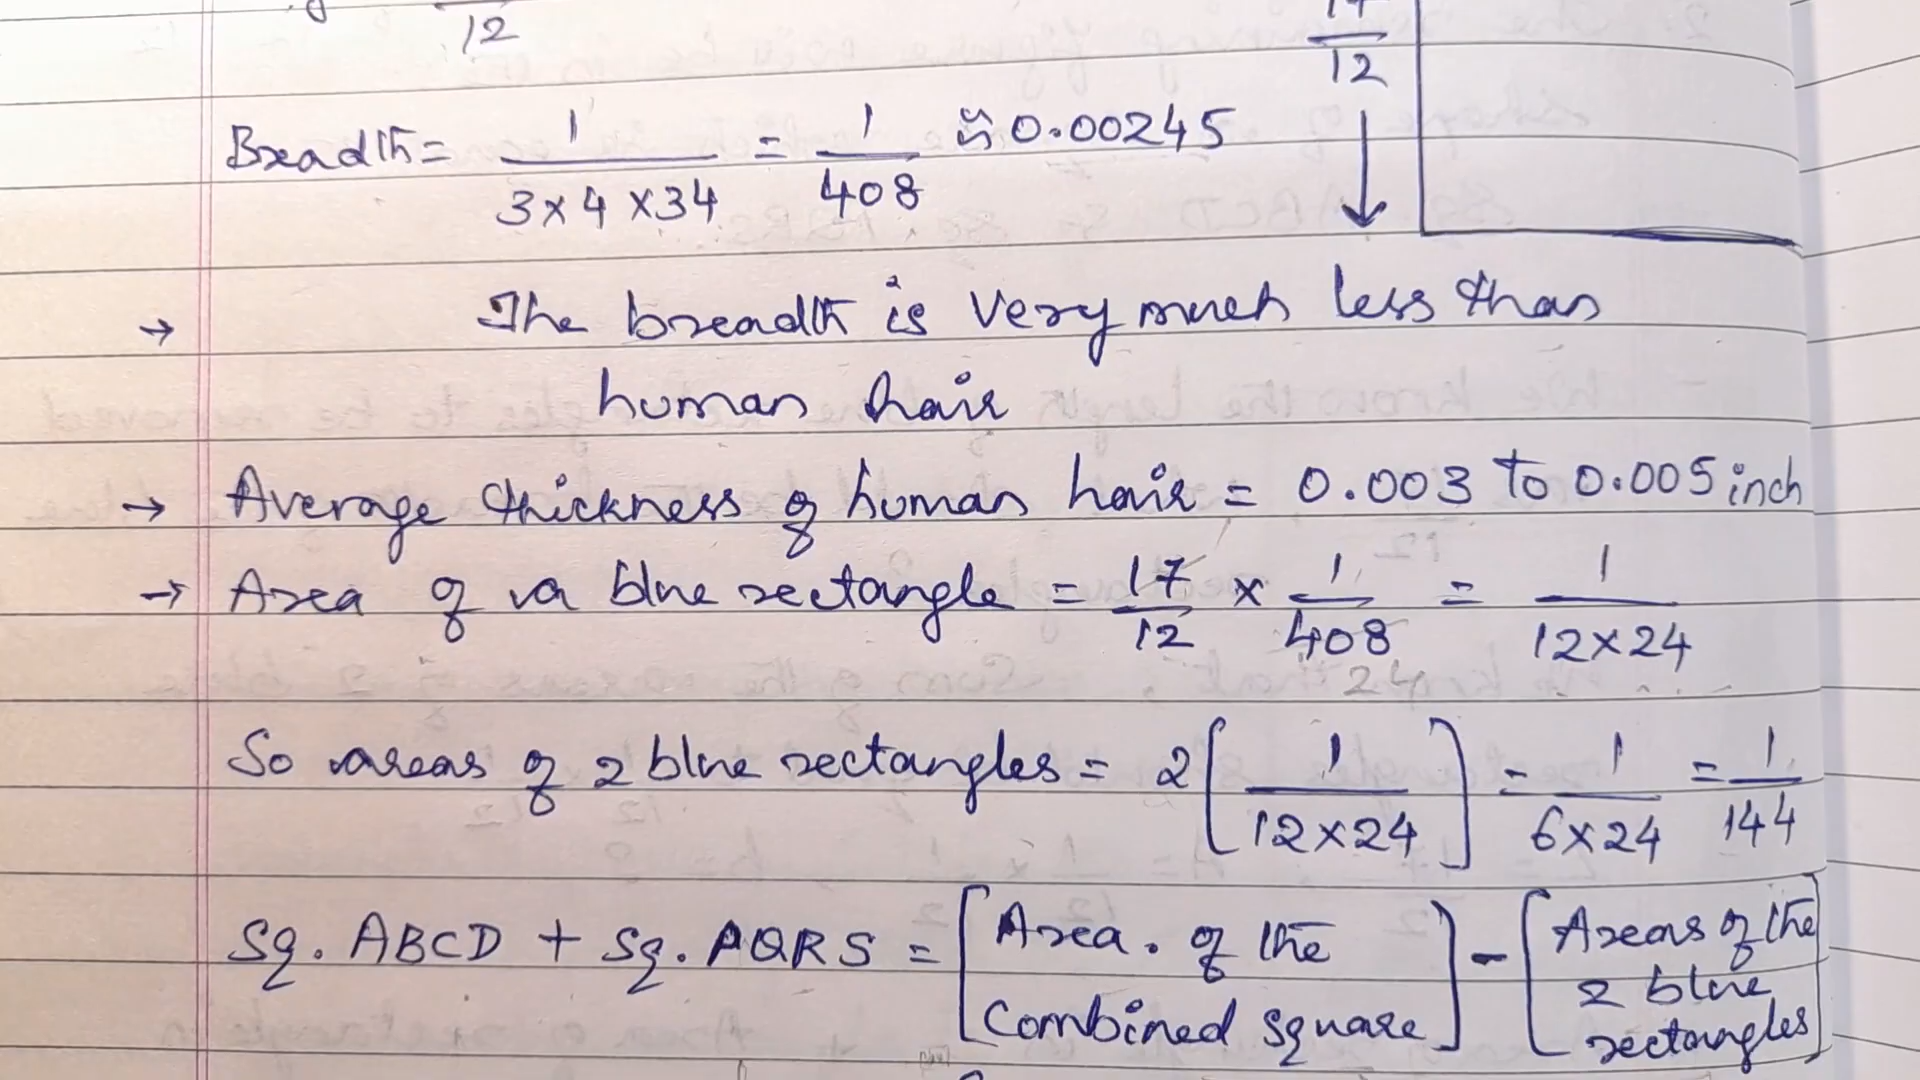 12
17/12
Breadth = 1/(3×4×34) = 1/408 ≈ 0.00245
→ The breadth is very much less than
human hair
→ Average thickness of human hair = 0.003 to 0.005 inch
→ Area of a blue rectangle = 17/12 × 1/408 = 1/(12×24)
24
So areas of 2 blue rectangles = 2[1/(12×24)] = 1/(6×24) = 1/144
Sq. ABCD + Sq. PQRS = [Area. of the combined square] - [Areas of the 2 blue rectangles]